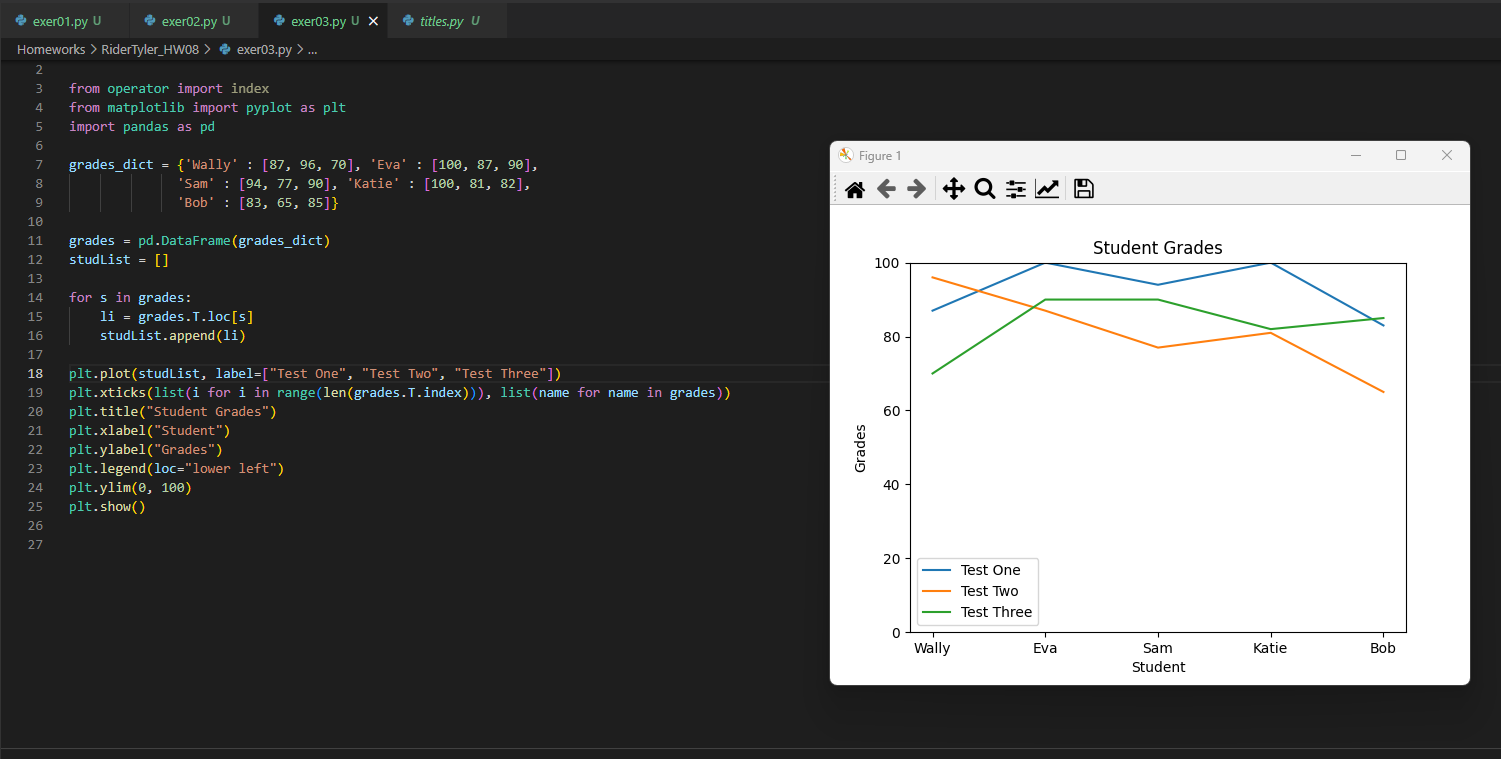 exer01.py U exer02.py U exer03.py U titles.py U
Homeworks > RiderTyler_HW08 > exer03.py > ...
2
3 from operator import index
4 from matplotlib import pyplot as plt
5 import pandas as pd
6
7 grades_dict = {'Wally' : [87, 96, 70], 'Eva' : [100, 87, 90],
8 'Sam' : [94, 77, 90], 'Katie' : [100, 81, 82],
9 'Bob' : [83, 65, 85]}
10
11 grades = pd.DataFrame(grades_dict)
12 studList = []
13
14 for s in grades:
15     li = grades.T.loc[s]
16     studList.append(li)
17
18 plt.plot(studList, label=["Test One", "Test Two", "Test Three"])
19 plt.xticks(list(i for i in range(len(grades.T.index))), list(name for name in grades))
20 plt.title("Student Grades")
21 plt.xlabel("Student")
22 plt.ylabel("Grades")
23 plt.legend(loc="lower left")
24 plt.ylim(0, 100)
25 plt.show()
26
27
Figure 1
Student Grades
100
80
60
Grades
40
20
0
Test One
Test Two
Test Three
Wally Eva Sam Katie Bob
Student